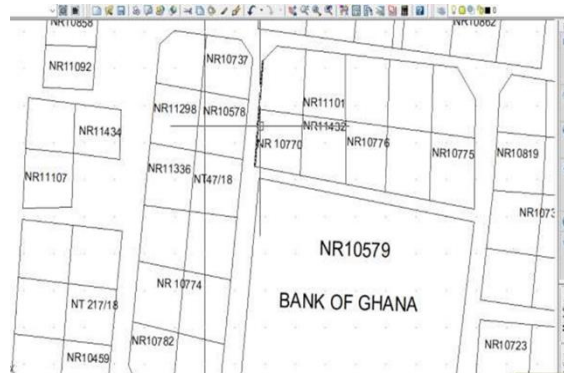 NR10858
NR10862
NR11092
NR10737
NR11101
NR11298
NR10578
NR11434
NR11432
NR 10770
NR10776
NR10775
NR10819
NR11107
NR11336
NT47/18
NR1073
NR10579
NR 10774
BANK OF GHANA
NT 217/18
NR10782
NR10723
NR10459